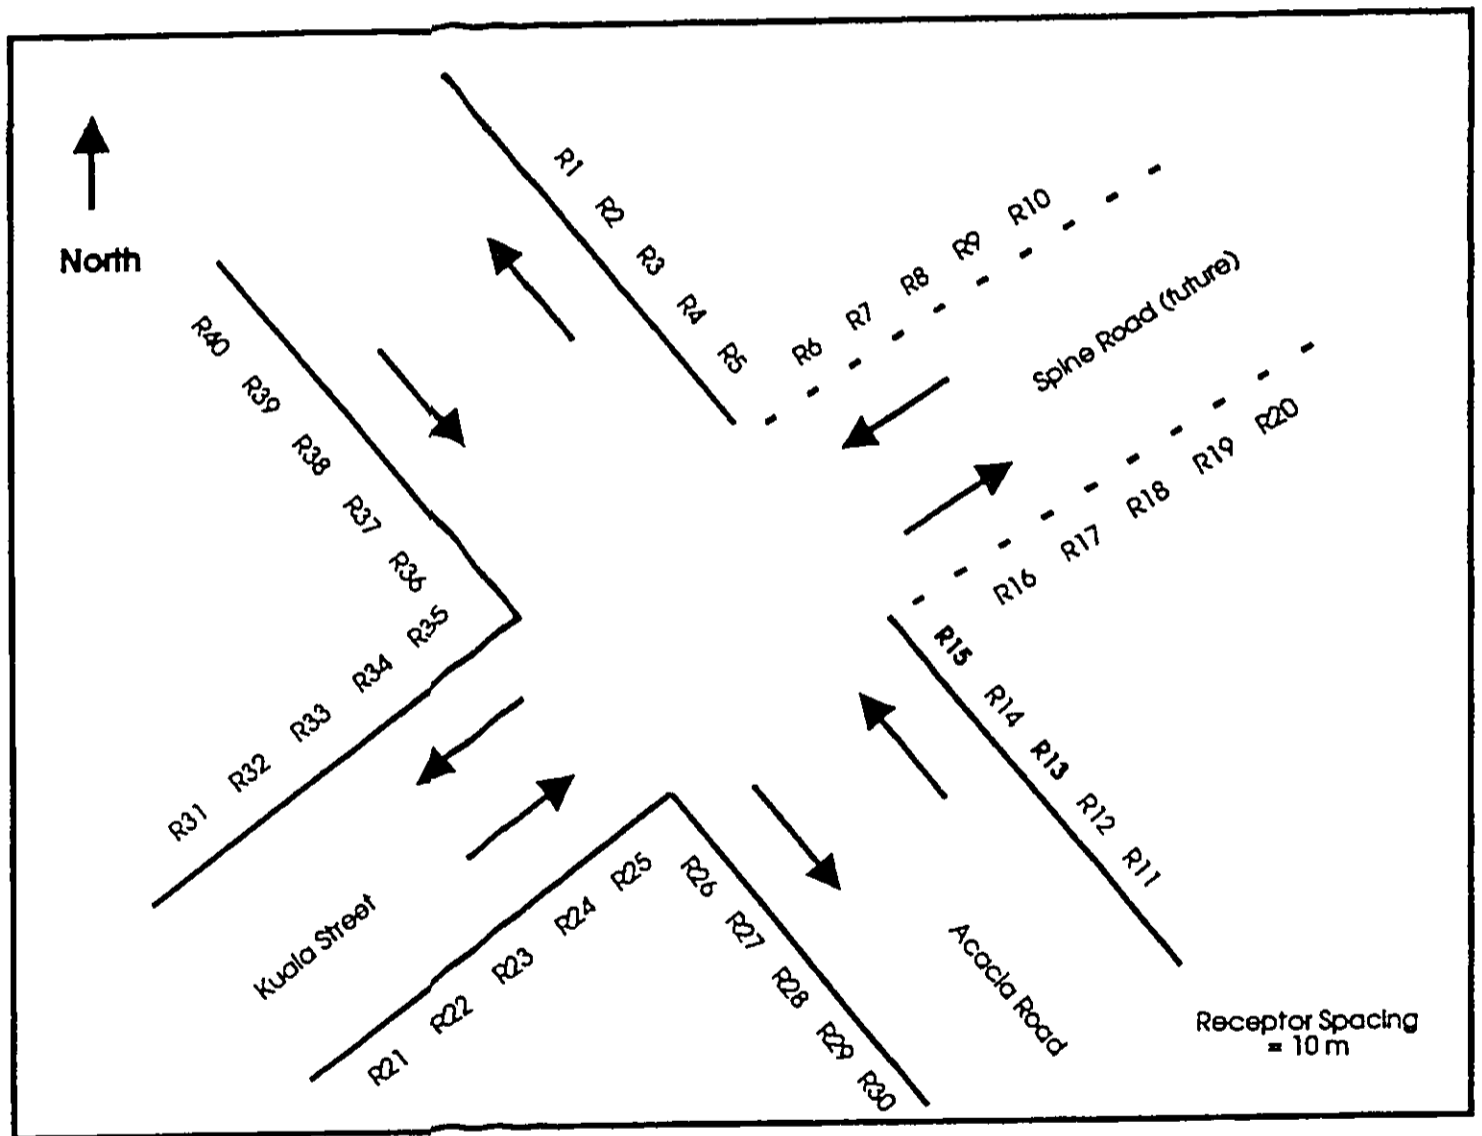 North
R1
R2
R3
R4
R5
R6
R7
R8
R9
R10
Spine Road (future)
R16
R17
R18
R19
R20
R15
R14
R13
R12
R11
R40
R39
R38
R37
R36
R35
R34
R33
R32
R31
Kuala Street
R21
R22
R23
R24
R25
R26
R27
R28
R29
R30
Acacia Road
Receptor Spacing
= 10 m